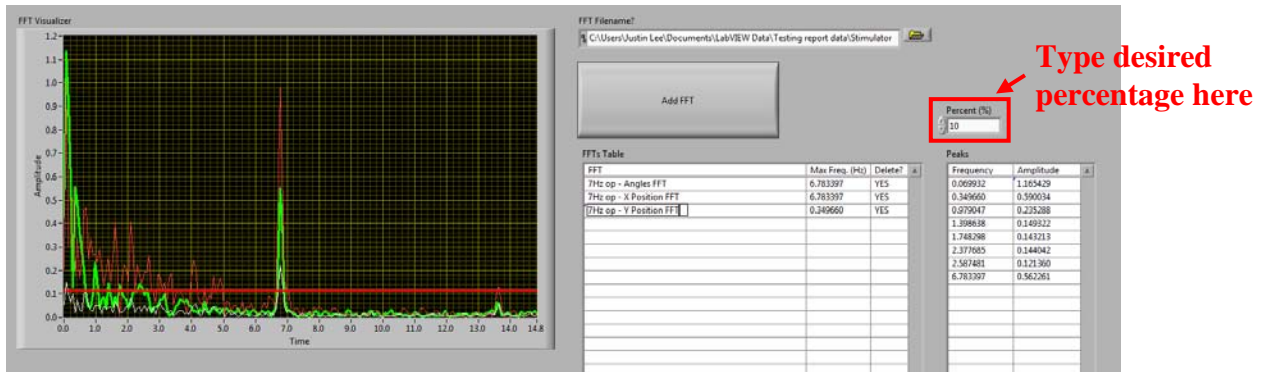 FFT Visualizer
1.2
1.1
1.0
0.9
0.8
0.7
0.6
0.5
0.4
0.3
0.2
0.1
0.0
Amplitude
0.0 1.0 2.0 3.0 4.0 5.0 6.0 7.0 8.0 9.0 10.0 11.0 12.0 13.0 14.0 14.8
Time
FFT Filename?
C:\Users\Justin Lee\Documents\LabVIEW Data\Testing report data\Stimulator
Add FFT
Type desired
percentage here
Percent (%)
10
FFTs Table
FFT Max Freq. (Hz) Delete?
7Hz op - Angles FFT 6.783397 YES
7Hz op - X Position FFT 6.783397 YES
7Hz op - Y Position FFT 0.349660 YES
Peaks
Frequency Amplitude
0.069932 1.165429
0.349660 0.590034
0.979047 0.235288
1.398638 0.149322
1.748298 0.143213
2.377685 0.144042
2.587481 0.121360
6.783397 0.562261